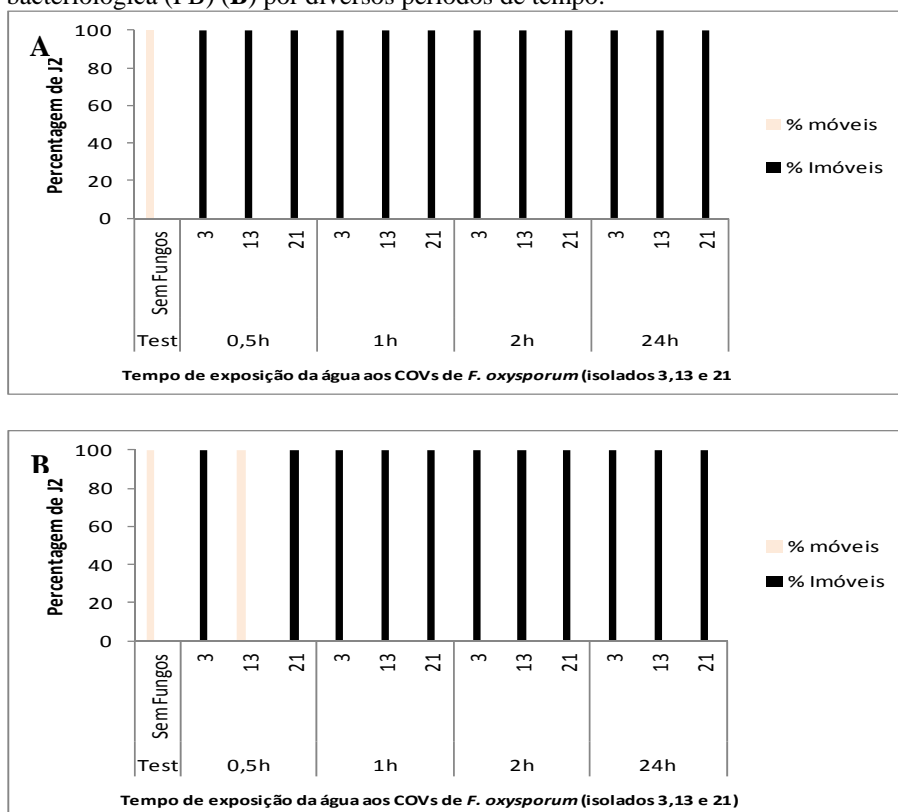 bacteriológica (PB) (B) por diversos períodos de tempo.
A
Percentagem de J2
100
80
60
40
20
0
% móveis
% Imóveis
Sem Fungos
3
13
21
3
13
21
3
13
21
3
13
21
Test
0,5h
1h
2h
24h
Tempo de exposição da água aos COVs de F. oxysporum (isolados 3,13 e 21
B
Percentagem de J2
100
80
60
40
20
0
% móveis
% Imóveis
Sem Fungos
3
13
21
3
13
21
3
13
21
3
13
21
Test
0,5h
1h
2h
24h
Tempo de exposição da água aos COVs de F. oxysporum (isolados 3,13 e 21)